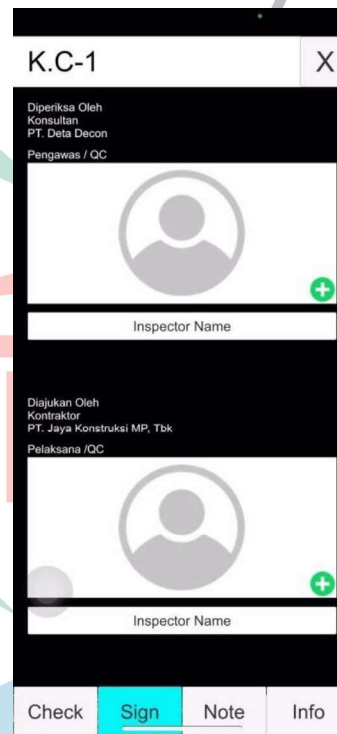 K.C-1
X
Diperiksa Oleh
Konsultan
PT. Deta Decon
Pengawas / QC
Inspector Name
Diajukan Oleh
Kontraktor
PT. Jaya Konstruksi MP, Tbk
Pelaksana /QC
Inspector Name
Check Sign Note Info